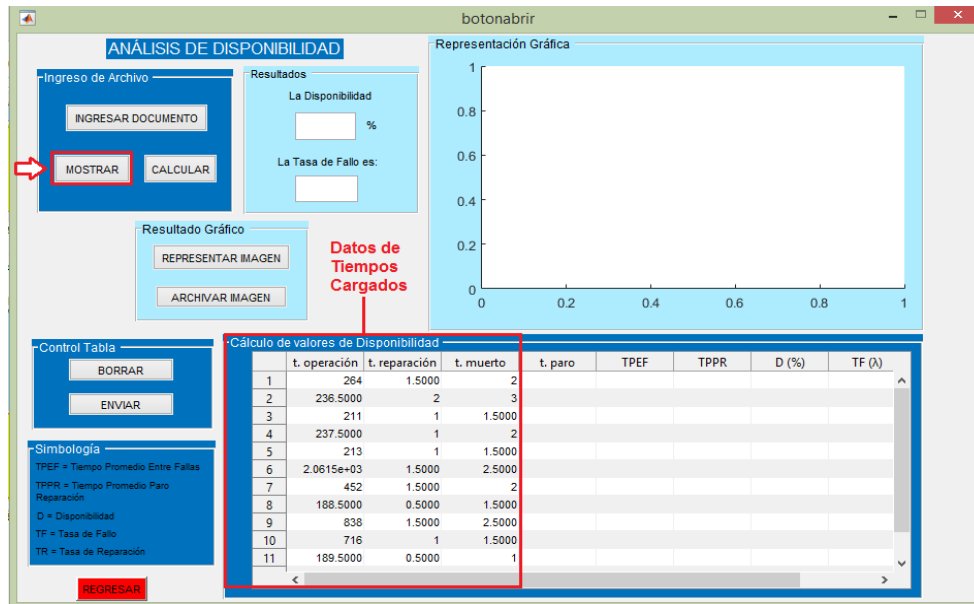 botonabrir
ANÁLISIS DE DISPONIBILIDAD
Ingreso de Archivo
INGRESAR DOCUMENTO
MOSTRAR
CALCULAR
Resultados
La Disponibilidad
%
La Tasa de Fallo es:
Representación Gráfica
1
0.8
0.6
0.4
0.2
0
0 0.2 0.4 0.6 0.8 1
Resultado Gráfico
REPRESENTAR IMAGEN
ARCHIVAR IMAGEN
Datos de
Tiempos
Cargados
Control Tabla
BORRAR
ENVIAR
Simbología
TPEF = Tiempo Promedio Entre Fallas
TPPR = Tiempo Promedio Paro
Reparación
D = Disponibilidad
TF = Tasa de Fallo
TR = Tasa de Reparación
REGRESAR
Cálculo de valores de Disponibilidad
t. operación t. reparación t. muerto t. paro TPEF TPPR D (%) TF (λ)
1 264 1.5000 2
2 236.5000 2 3
3 211 1 1.5000
4 237.5000 1 2
5 213 1 1.5000
6 2.0615e+03 1.5000 2.5000
7 452 1.5000 2
8 188.5000 0.5000 1.5000
9 838 1.5000 2.5000
10 716 1 1.5000
11 189.5000 0.5000 1